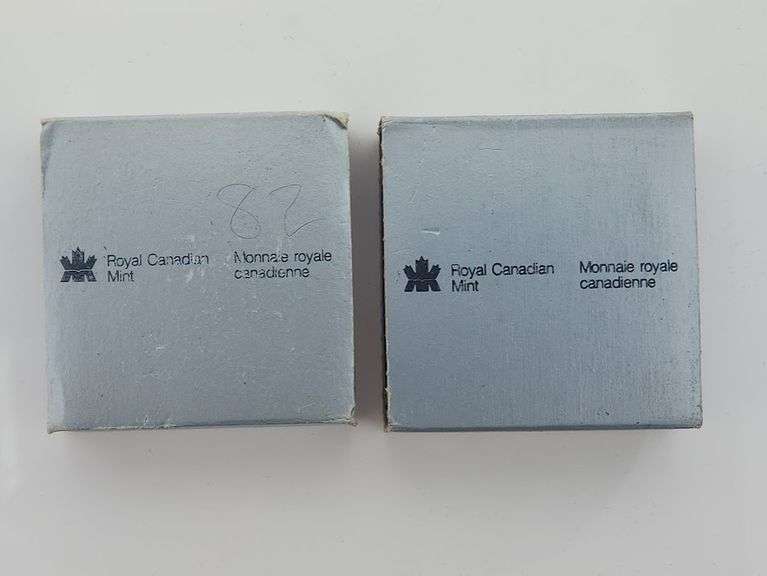 82
Royal Canadian
Mint
Monnaie royale
canadienne
Royal Canadian
Mint
Monnaie royale
canadienne